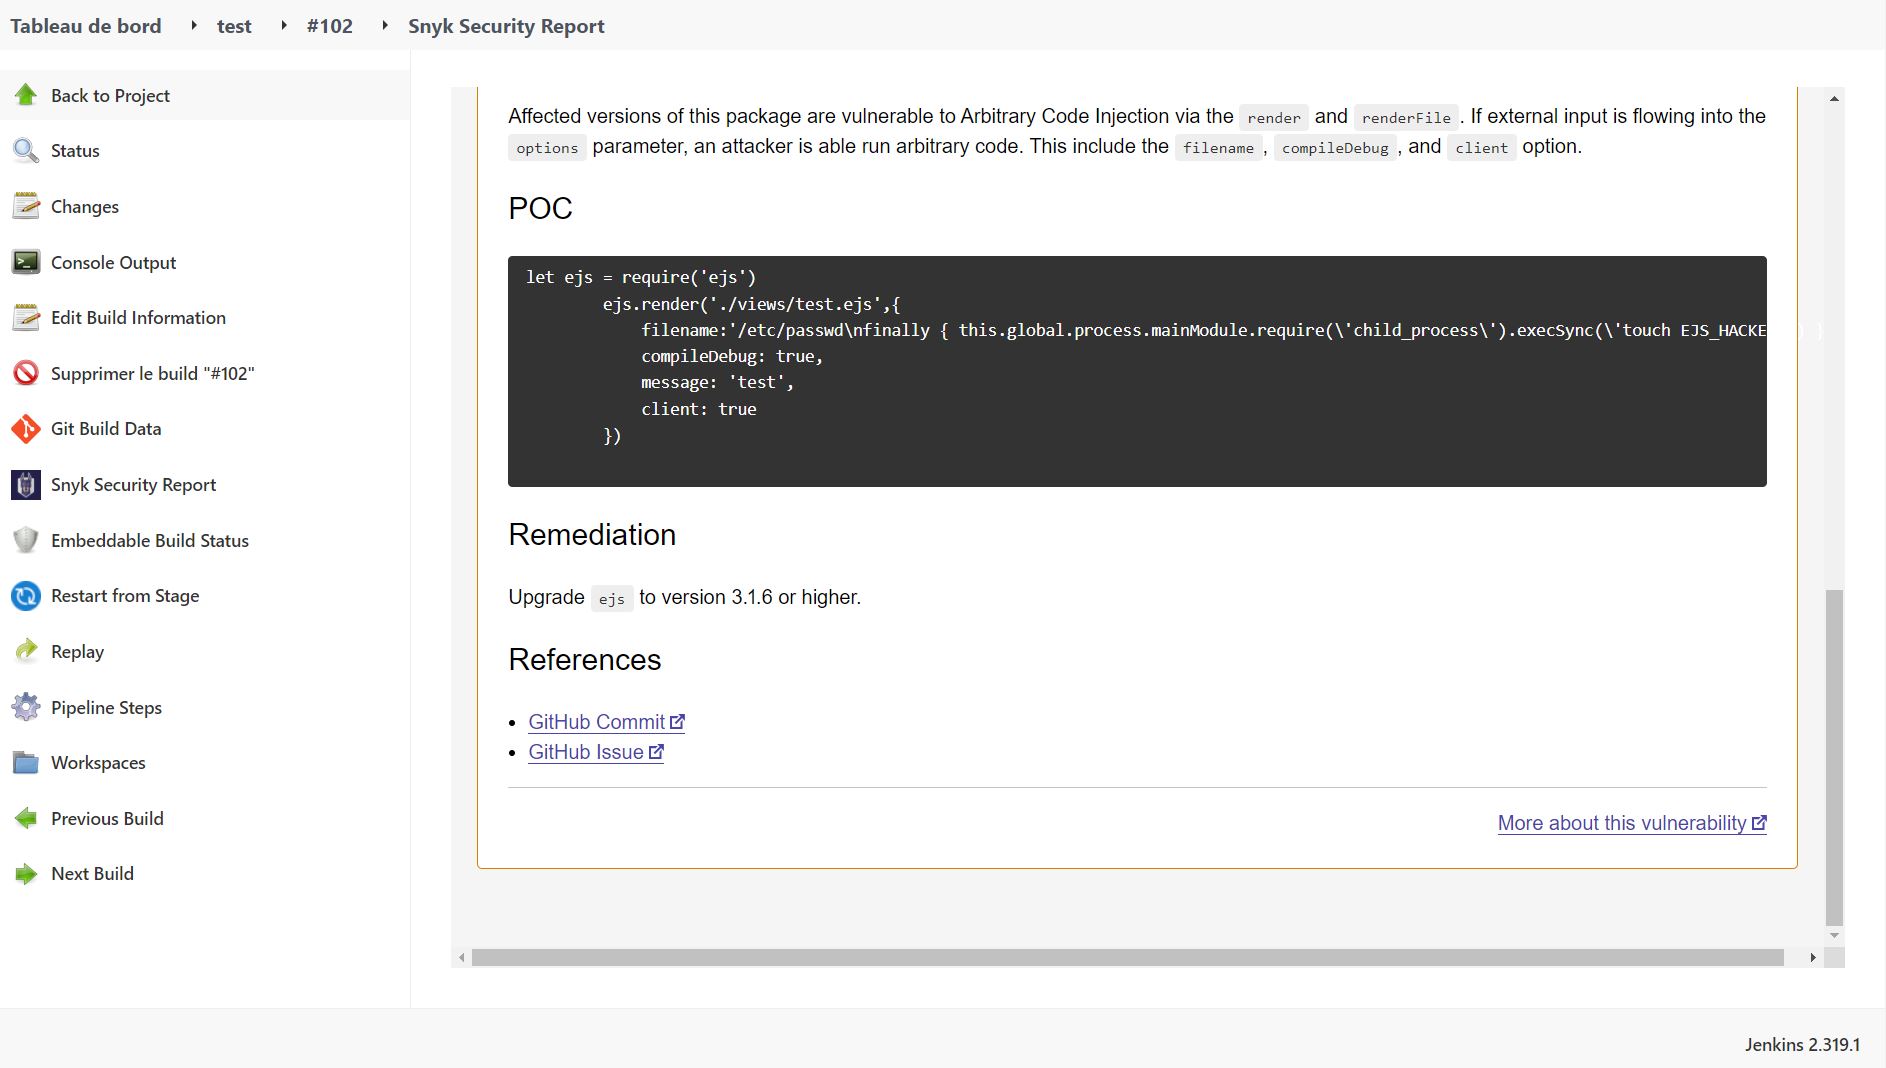 Tableau de bord test #102 Snyk Security Report
Back to Project
Status
Changes
Console Output
Edit Build Information
Supprimer le build "#102"
Git Build Data
Snyk Security Report
Embeddable Build Status
Restart from Stage
Replay
Pipeline Steps
Workspaces
Previous Build
Next Build
Affected versions of this package are vulnerable to Arbitrary Code Injection via the render and renderFile. If external input is flowing into the
options parameter, an attacker is able run arbitrary code. This include the filename, compileDebug, and client option.
POC
let ejs = require('ejs')
ejs.render('./views/test.ejs',{
filename:'/etc/passwd\nfinally { this.global.process.mainModule.require(\'child_process\').execSync(\'touch EJS_HACKE
compileDebug: true,
message: 'test',
client: true
})
Remediation
Upgrade ejs to version 3.1.6 or higher.
References
GitHub Commit
GitHub Issue
More about this vulnerability
Jenkins 2.319.1